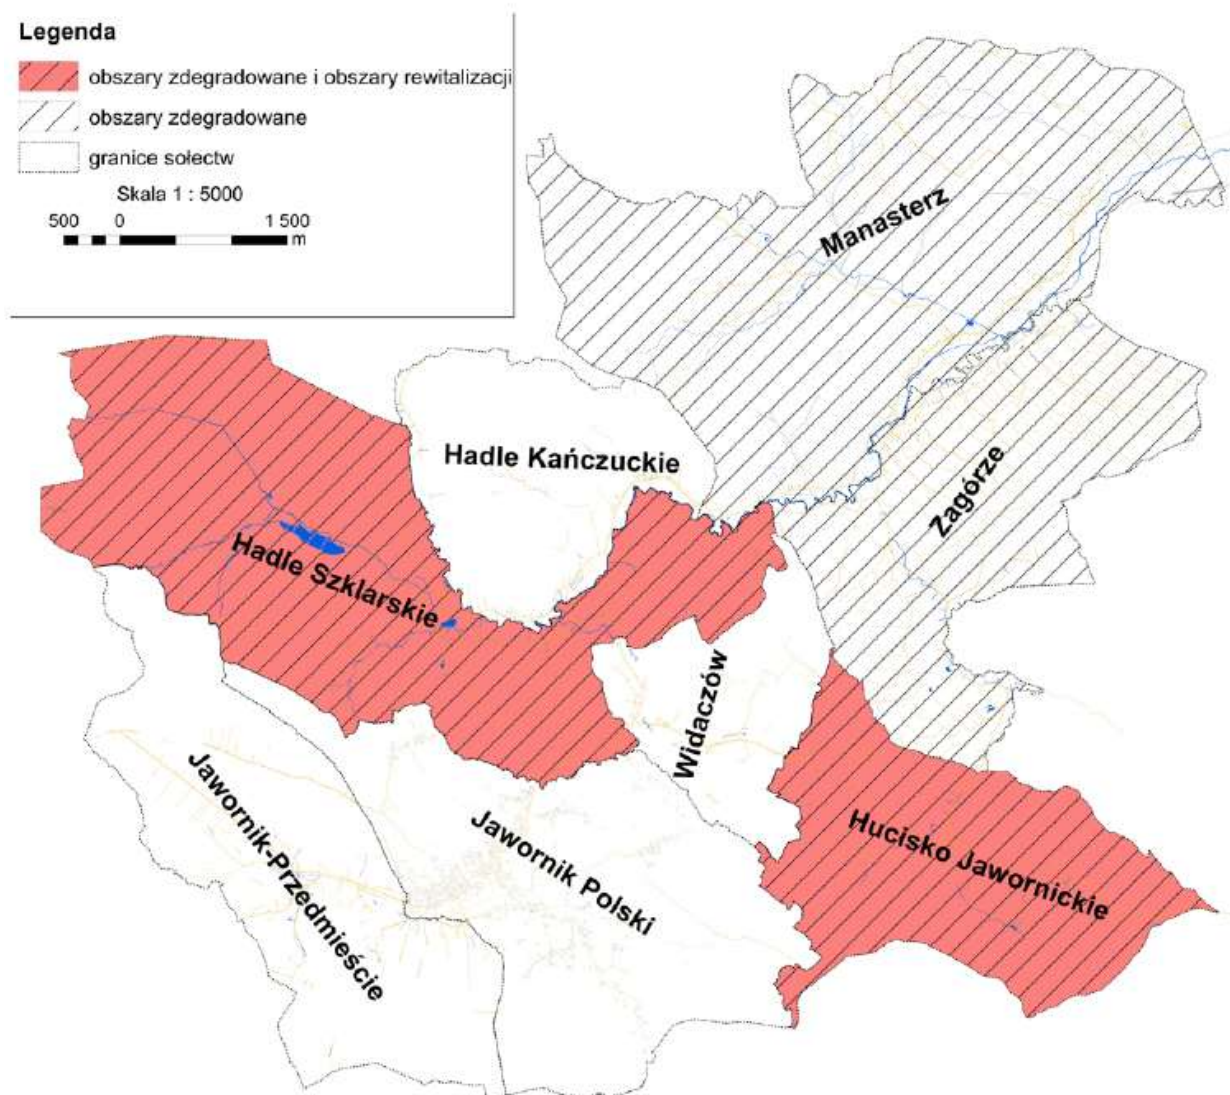 Legenda
obszary zdegradowane i obszary rewitalizacji
obszary zdegradowane
granice sołectw
Skala 1 : 5000
500 0 1 500
m
Manasterz
Hadle Kańczuckie
Zagórze
Hadle Szklarskie
Widaczów
Jawornik-Przedmieście
Jawornik Polski
Hucisko Jawornickie